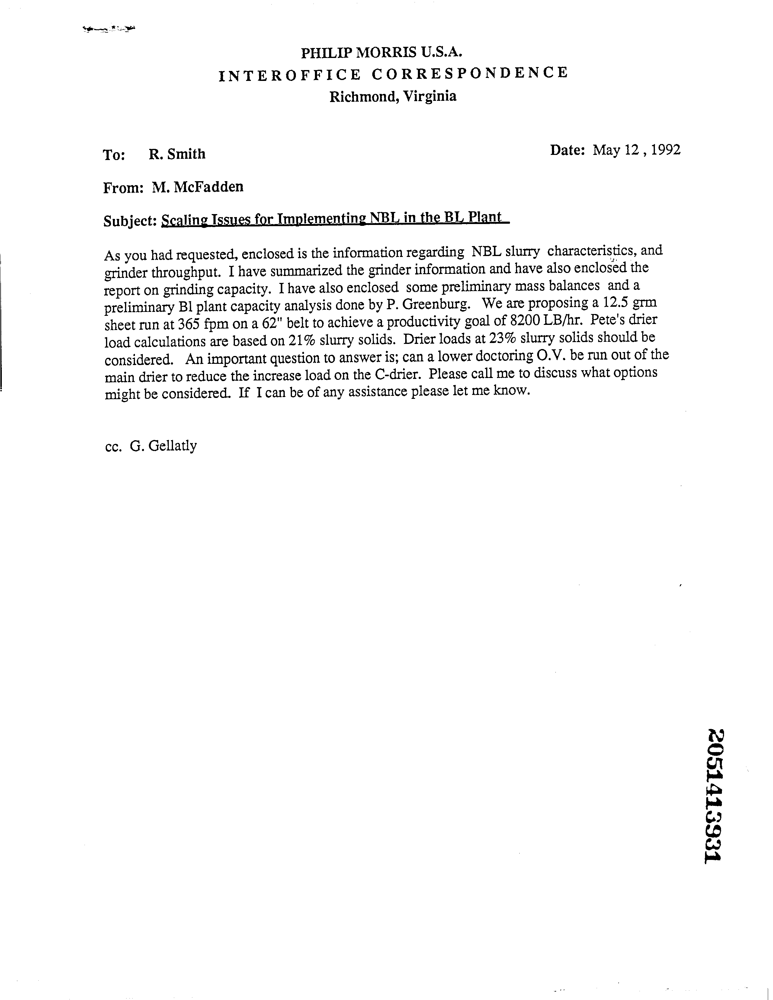 PHILIP MORRIS U.S.A.
INTEROFFICE CORRESPONDENCE
Richmond, Virginia
To: R. Smith
Date: May 12 , 1992
From: M. McFadden
Subject: Scaling Issues for Implementing NBL in the BL Plant
As you had requested, enclosed is the information regarding NBL slurry characteristics, and
grinder throughput. I have summarized the grinder information and have also enclosed the
report on grinding capacity. I have also enclosed some preliminary mass balances and a
preliminary Bl plant capacity analysis done by P. Greenburg. We are proposing a 12.5 grm
sheet run at 365 fpm on a 62" belt to achieve a productivity goal of 8200 LB/hr. Pete's drier
load calculations are based on 21% slurry solids. Drier loads at 23% slurry solids should be
considered. An important question to answer is; can a lower doctoring O.V. be run out of the
main drier to reduce the increase load on the C-drier. Please call me to discuss what options
might be considered. If I can be of any assistance please let me know.
cc. G. Gellatly
2051413931